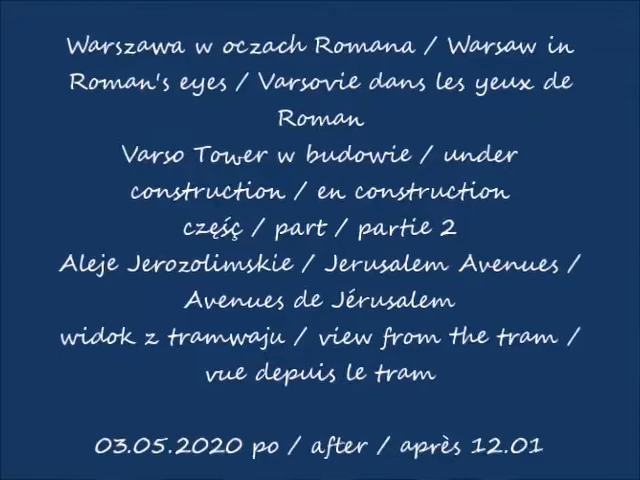 Warszawa w oczach Romana / Warsaw in
Roman's eyes / Varsovie dans les yeux de
Roman
Varso Tower w budowie / under
construction / en construction
częśç / part / partie 2
Aleje Jerozolimskie / Jerusalem Avenues /
Avenues de Jérusalem
widok z tramwaju / view from the tram /
vue depuis le tram
03.05.2020 po / after / après 12.01